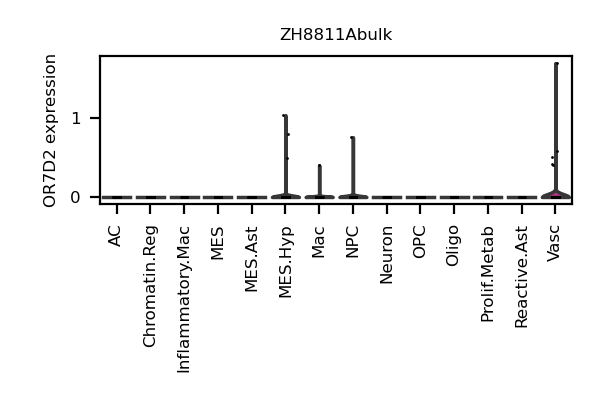 ZH8811Abulk
OR7D2 expression
1
0
AC
Chromatin.Reg
Inflammatory.Mac
MES
MES.Ast
MES.Hyp
Mac
NPC
Neuron
OPC
Oligo
Prolif.Metab
Reactive.Ast
Vasc